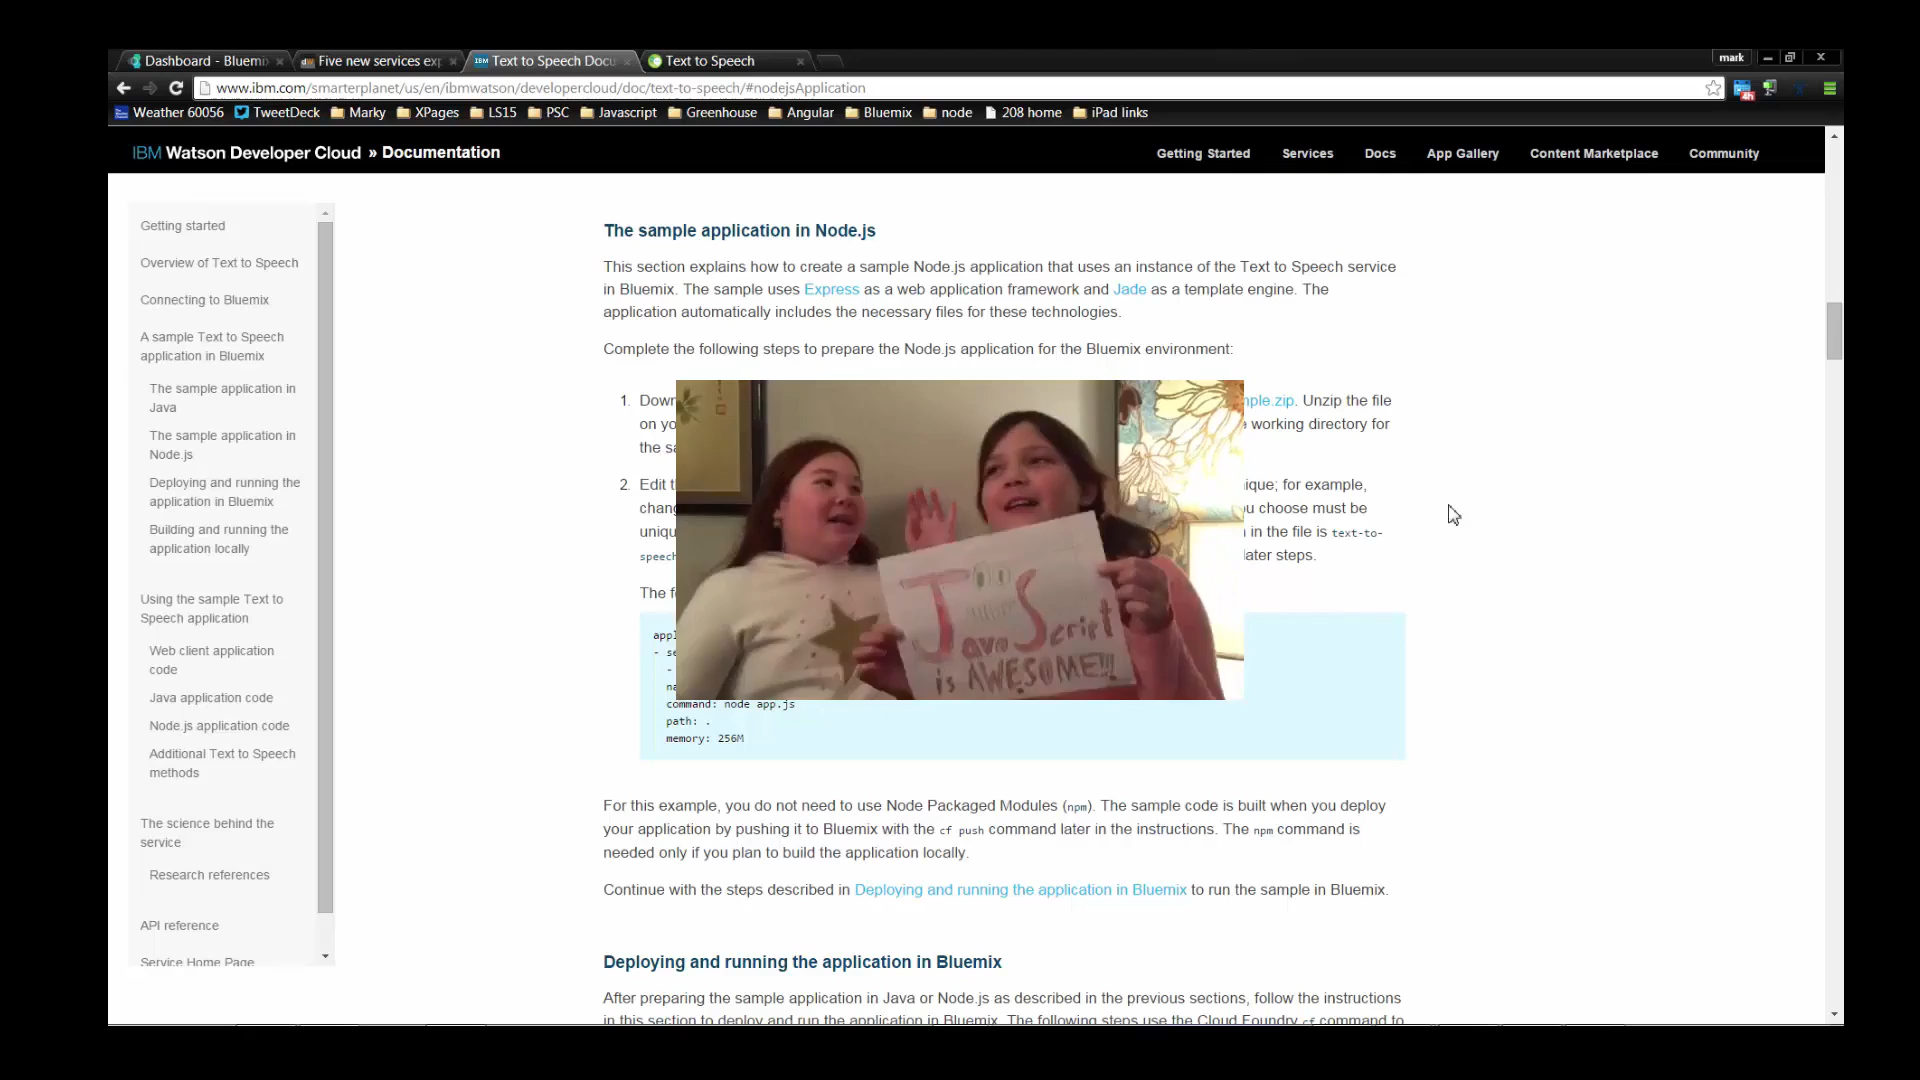 Dashboard - Bluemi
Five new services exp
IBM Text to Speech Docu
Text to Speech
mark
www.ibm.com/smarterplanet/us/en/ibmwatson/developercloud/doc/text-to-speech/#nodejsApplication
4h
Weather 60056 TweetDeck Marky XPages LS15 PSC Javascript Greenhouse Angular Bluemix node 208 home iPad links
IBM Watson Developer Cloud » Documentation
Getting Started Services Docs App Gallery Content Marketplace Community
Getting started
Overview of Text to Speech
Connecting to Bluemix
A sample Text to Speech
application in Bluemix
The sample application in
Java
The sample application in
Node.js
Deploying and running the
application in Bluemix
Building and running the
application locally
Using the sample Text to
Speech application
Web client application
code
Java application code
Node.js application code
Additional Text to Speech
methods
The science behind the
service
Research references
API reference
Service Home Page
The sample application in Node.js
This section explains how to create a sample Node.js application that uses an instance of the Text to Speech service
in Bluemix. The sample uses Express as a web application framework and Jade as a template engine. The
application automatically includes the necessary files for these technologies.
Complete the following steps to prepare the Node.js application for the Bluemix environment:
1. Down mple.zip. Unzip the file
on yo working directory for
the sa
2. Edit t ique; for example,
chang u choose must be
uniqu in the file is text-to-
speech later steps.
The f
appl
- se
-
na
command: node app.js
path: .
memory: 256M
JS
JavaScript
is AWESOME!!!
For this example, you do not need to use Node Packaged Modules (npm). The sample code is built when you deploy
your application by pushing it to Bluemix with the cf push command later in the instructions. The npm command is
needed only if you plan to build the application locally.
Continue with the steps described in Deploying and running the application in Bluemix to run the sample in Bluemix.
Deploying and running the application in Bluemix
After preparing the sample application in Java or Node.js as described in the previous sections, follow the instructions
in this section to deploy and run the application in Bluemix. The following steps use the Cloud Foundry cf command to